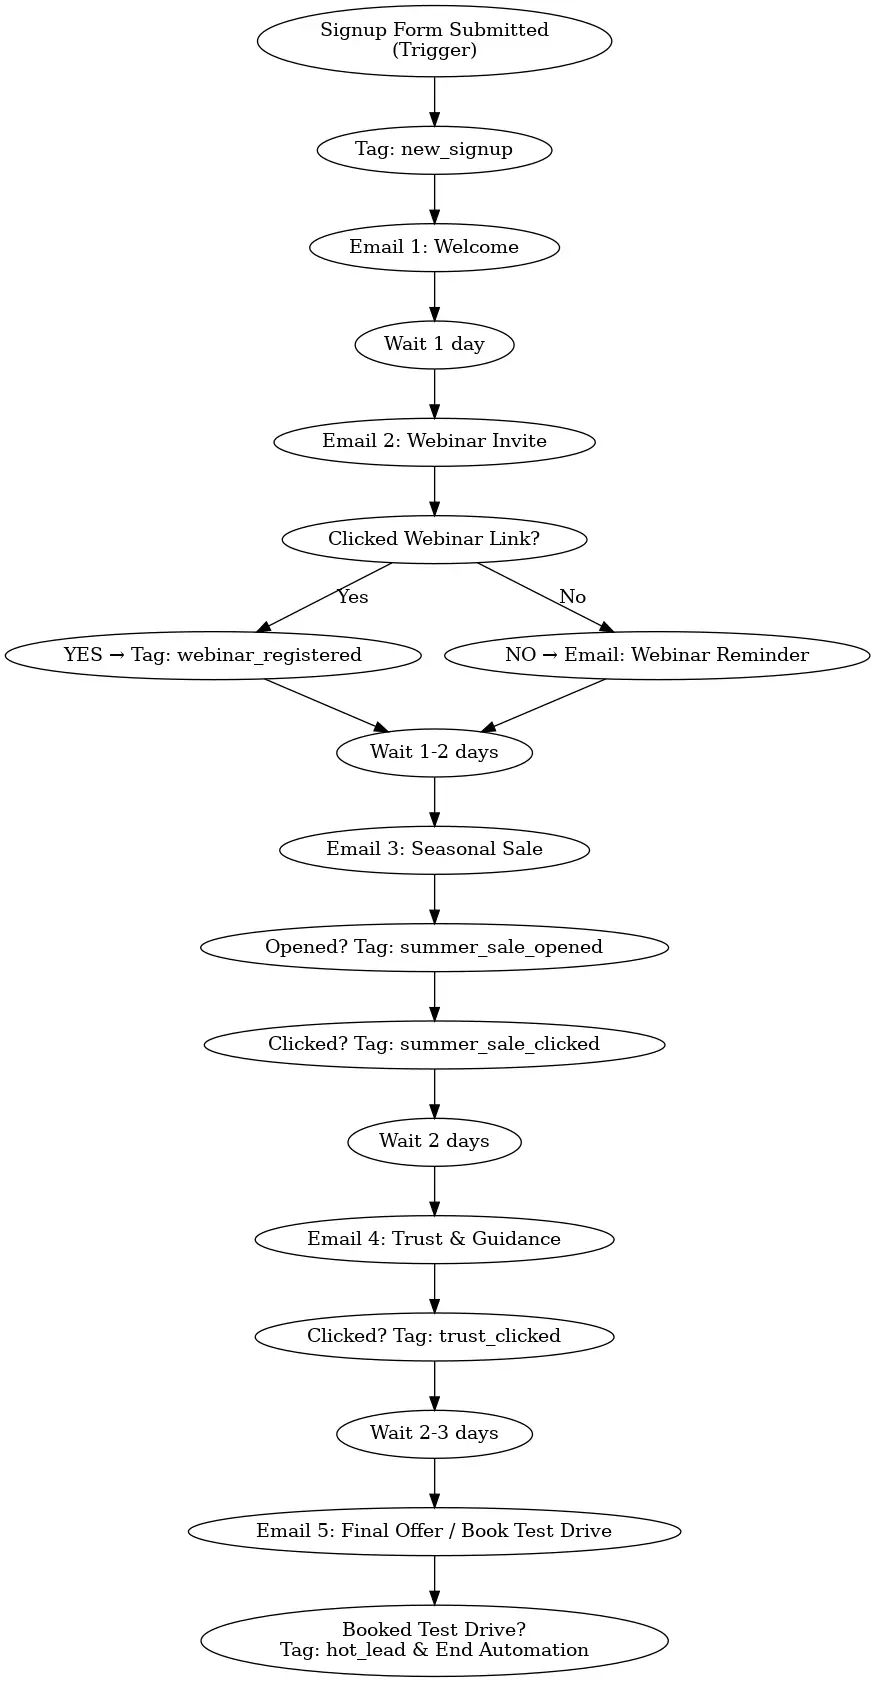 Signup Form Submitted
(Trigger)
Tag: new_signup
Email 1: Welcome
Wait 1 day
Email 2: Webinar Invite
Clicked Webinar Link?
Yes
No
YES → Tag: webinar_registered
NO → Email: Webinar Reminder
Wait 1-2 days
Email 3: Seasonal Sale
Opened? Tag: summer_sale_opened
Clicked? Tag: summer_sale_clicked
Wait 2 days
Email 4: Trust & Guidance
Clicked? Tag: trust_clicked
Wait 2-3 days
Email 5: Final Offer / Book Test Drive
Booked Test Drive?
Tag: hot_lead & End Automation